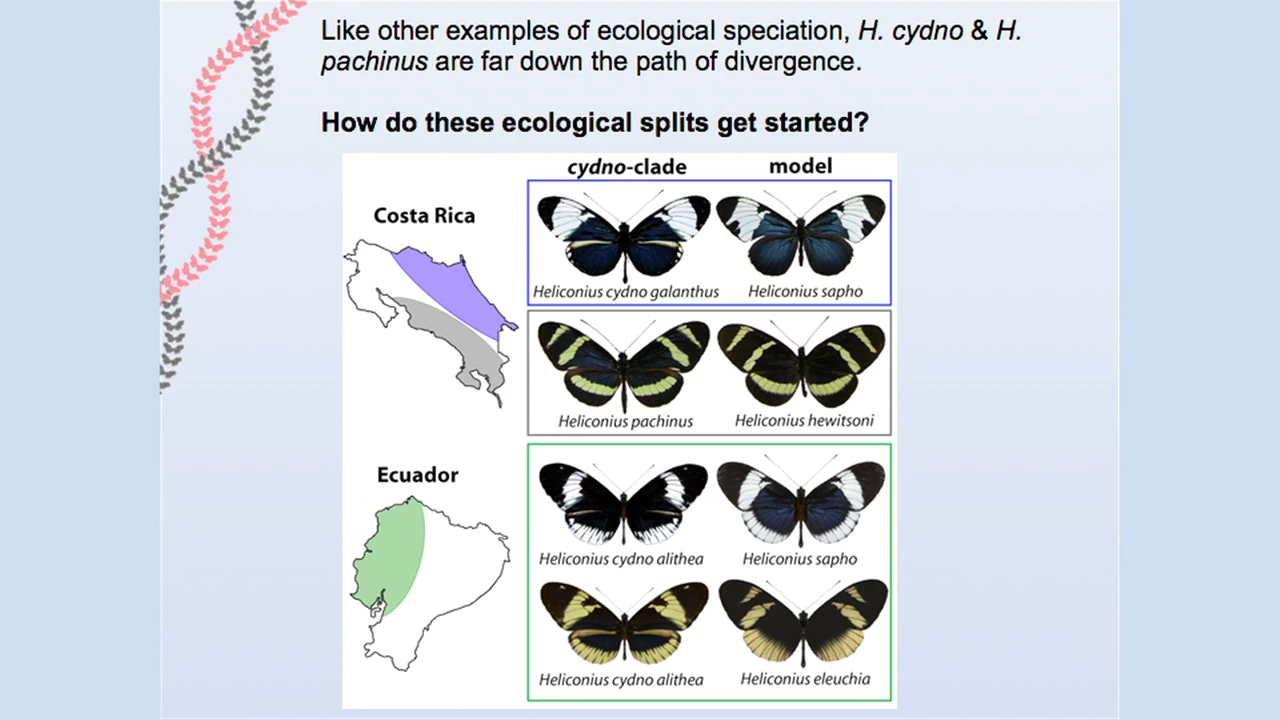 Like other examples of ecological speciation, H. cydno & H.
pachinus are far down the path of divergence.
How do these ecological splits get started?
cydno-clade model
Costa Rica
Heliconius cydno galanthus Heliconius sapho
Heliconius pachinus Heliconius hewitsoni
Ecuador
Heliconius cydno alithea Heliconius sapho
Heliconius cydno alithea Heliconius eleuchia